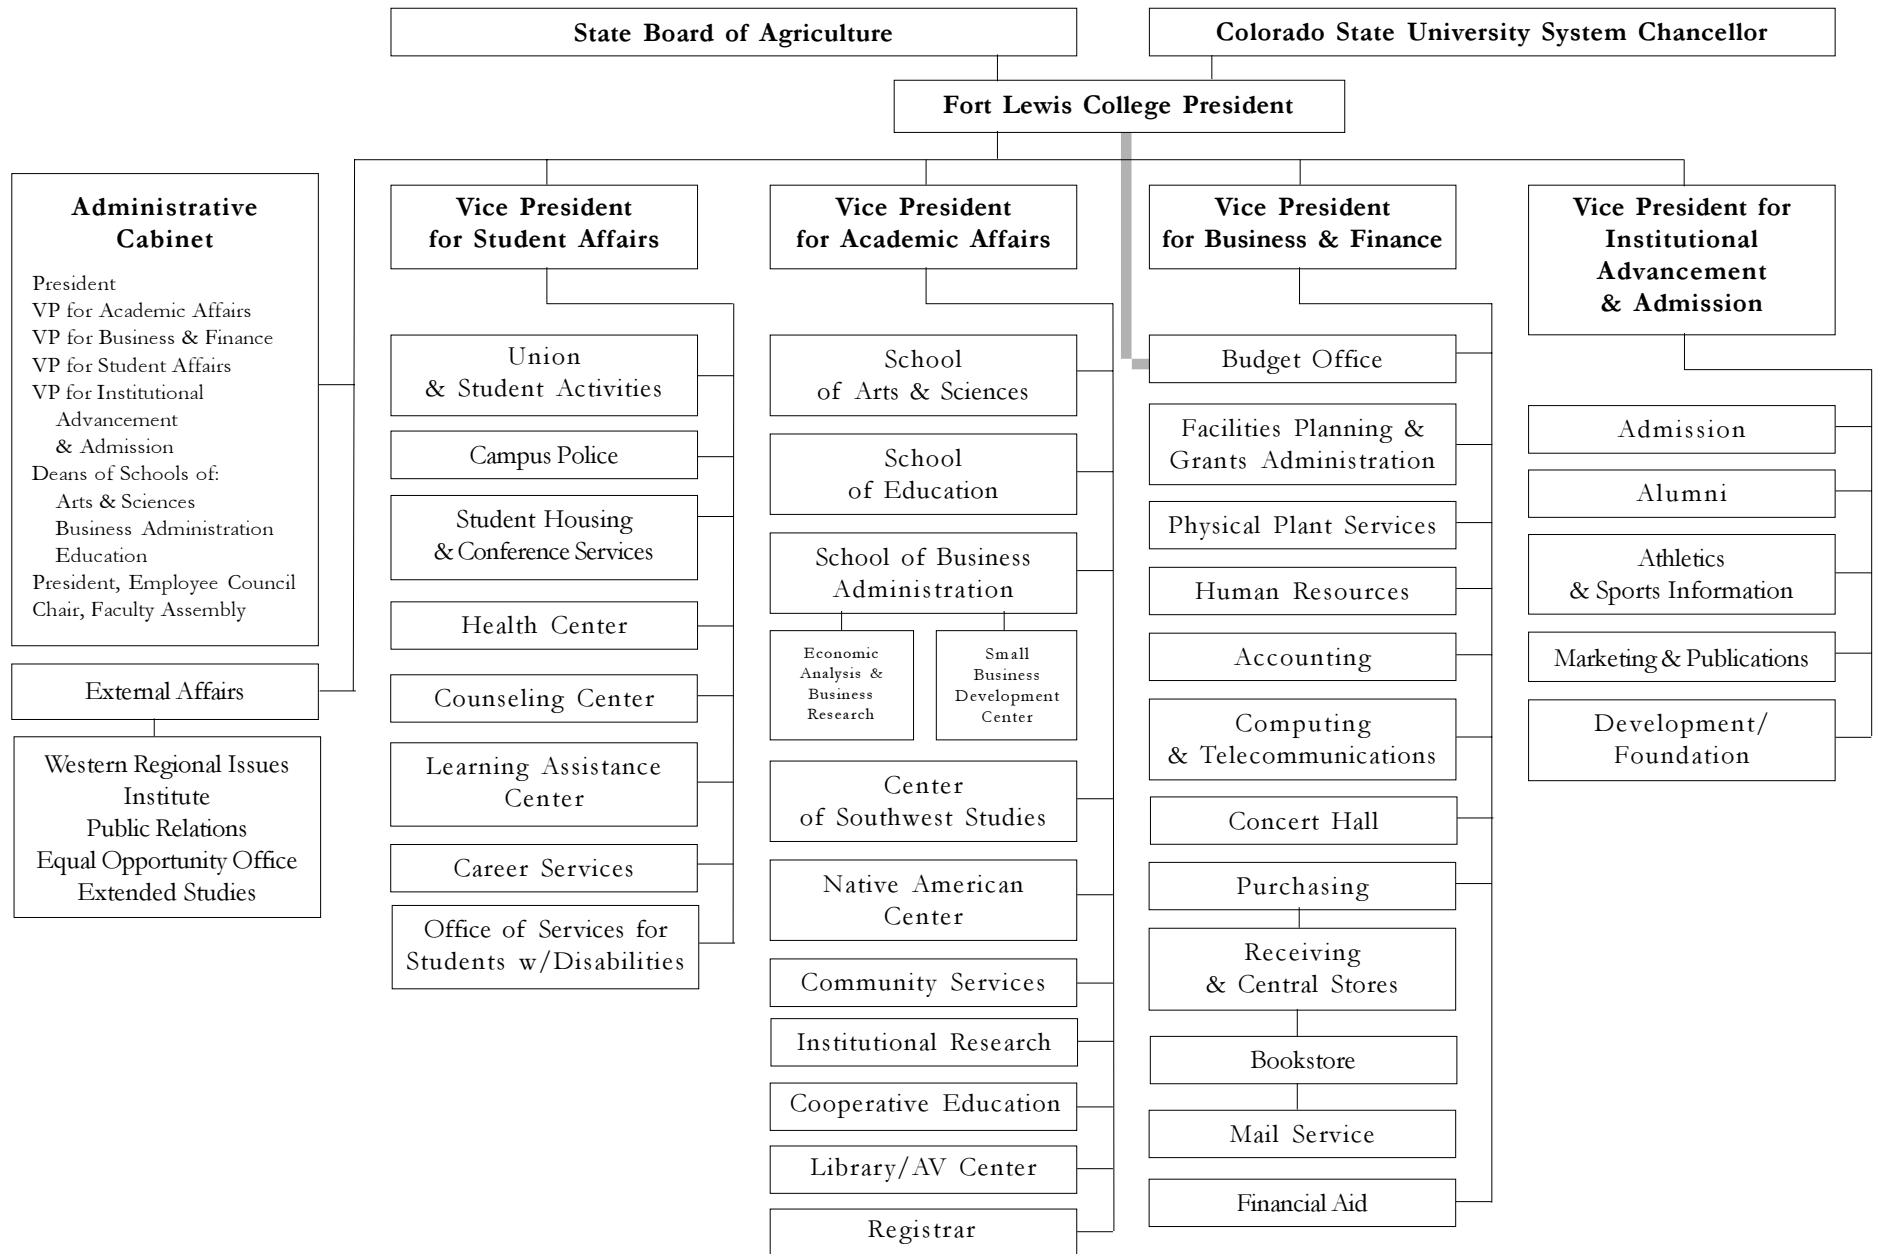 State Board of Agriculture
Colorado State University System Chancellor
Fort Lewis College President
Administrative
Cabinet
President
VP for Academic Affairs
VP for Business & Finance
VP for Student Affairs
VP for Institutional
Advancement
& Admission
Deans of Schools of:
Arts & Sciences
Business Administration
Education
President, Employee Council
Chair, Faculty Assembly
External Affairs
Western Regional Issues
Institute
Public Relations
Equal Opportunity Office
Extended Studies
Vice President
for Student Affairs
Union
& Student Activities
Campus Police
Student Housing
& Conference Services
Health Center
Counseling Center
Learning Assistance
Center
Career Services
Office of Services for
Students w/Disabilities
Vice President
for Academic Affairs
School
of Arts & Sciences
School
of Education
School of Business
Administration
Economic
Analysis &
Business
Research
Small
Business
Development
Center
Center
of Southwest Studies
Native American
Center
Community Services
Institutional Research
Cooperative Education
Library/AV Center
Registrar
Vice President
for Business & Finance
Budget Office
Facilities Planning &
Grants Administration
Physical Plant Services
Human Resources
Accounting
Computing
& Telecommunications
Concert Hall
Purchasing
Receiving
& Central Stores
Bookstore
Mail Service
Financial Aid
Vice President for
Institutional
Advancement
& Admission
Admission
Alumni
Athletics
& Sports Information
Marketing & Publications
Development/
Foundation